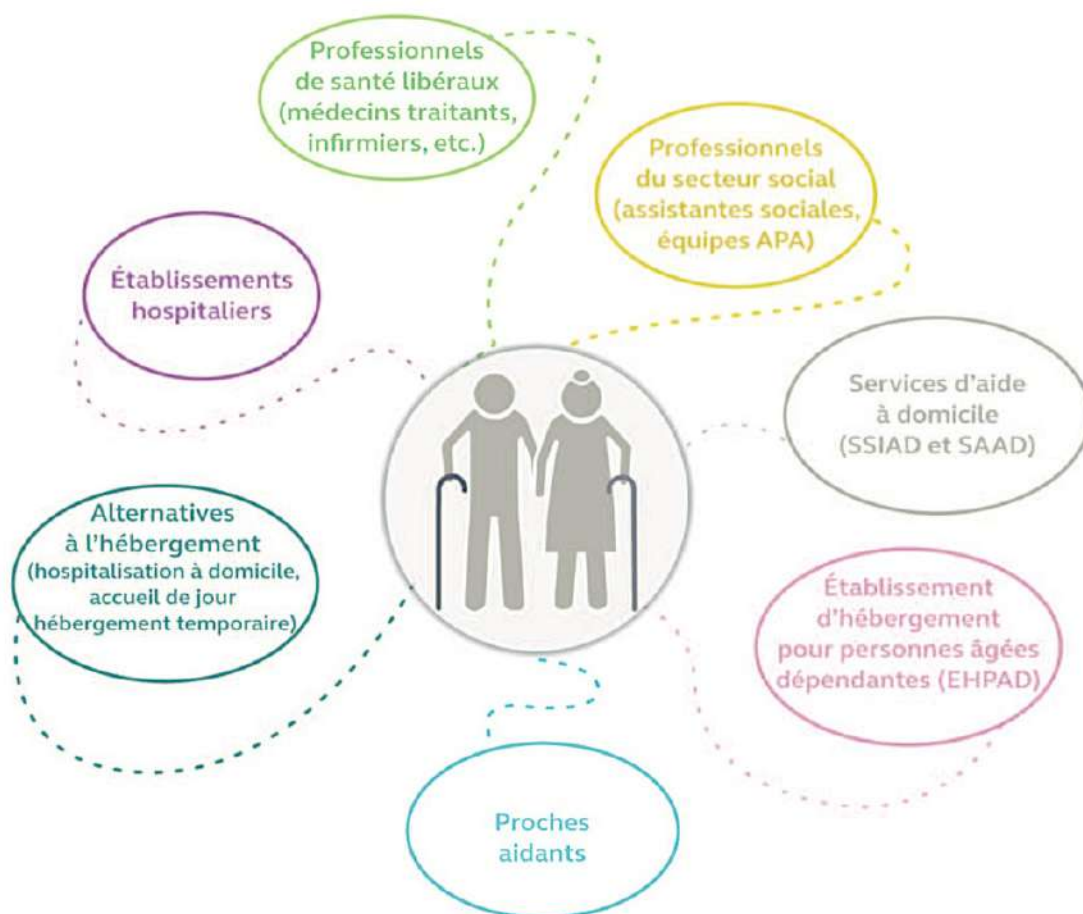 Professionnels
de santé libéraux
(médecins traitants,
infirmiers, etc.)
Professionnels
du secteur social
(assistantes sociales,
équipes APA)
Établissements
hospitaliers
Services d'aide
à domicile
(SSIAD et SAAD)
Alternatives
à l'hébergement
(hospitalisation à domicile,
accueil de jour
hébergement temporaire)
Établissement
d'hébergement
pour personnes âgées
dépendantes (EHPAD)
Proches
aidants